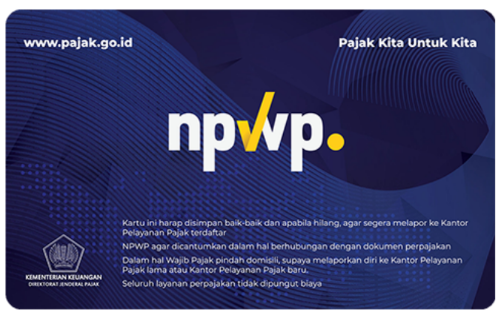 www.pajak.go.id
Pajak Kita Untuk Kita
npwp.
Kartu ini harap disimpan baik-baik dan apabila hilang, agar segera melapor ke Kantor
Pelayanan Pajak terdaftar
NPWP agar dicantumkan dalam hal berhubungan dengan dokumen perpajakan
Dalam hal Wajib Pajak pindah domisili, supaya melaporkan diri ke Kantor Pelayanan
Pajak lama atau Kantor Pelayanan Pajak baru.
Seluruh layanan perpajakan tidak dipungut biaya
KEMENTERIAN KEUANGAN
DIREKTORAT JENDERAL PAJAK